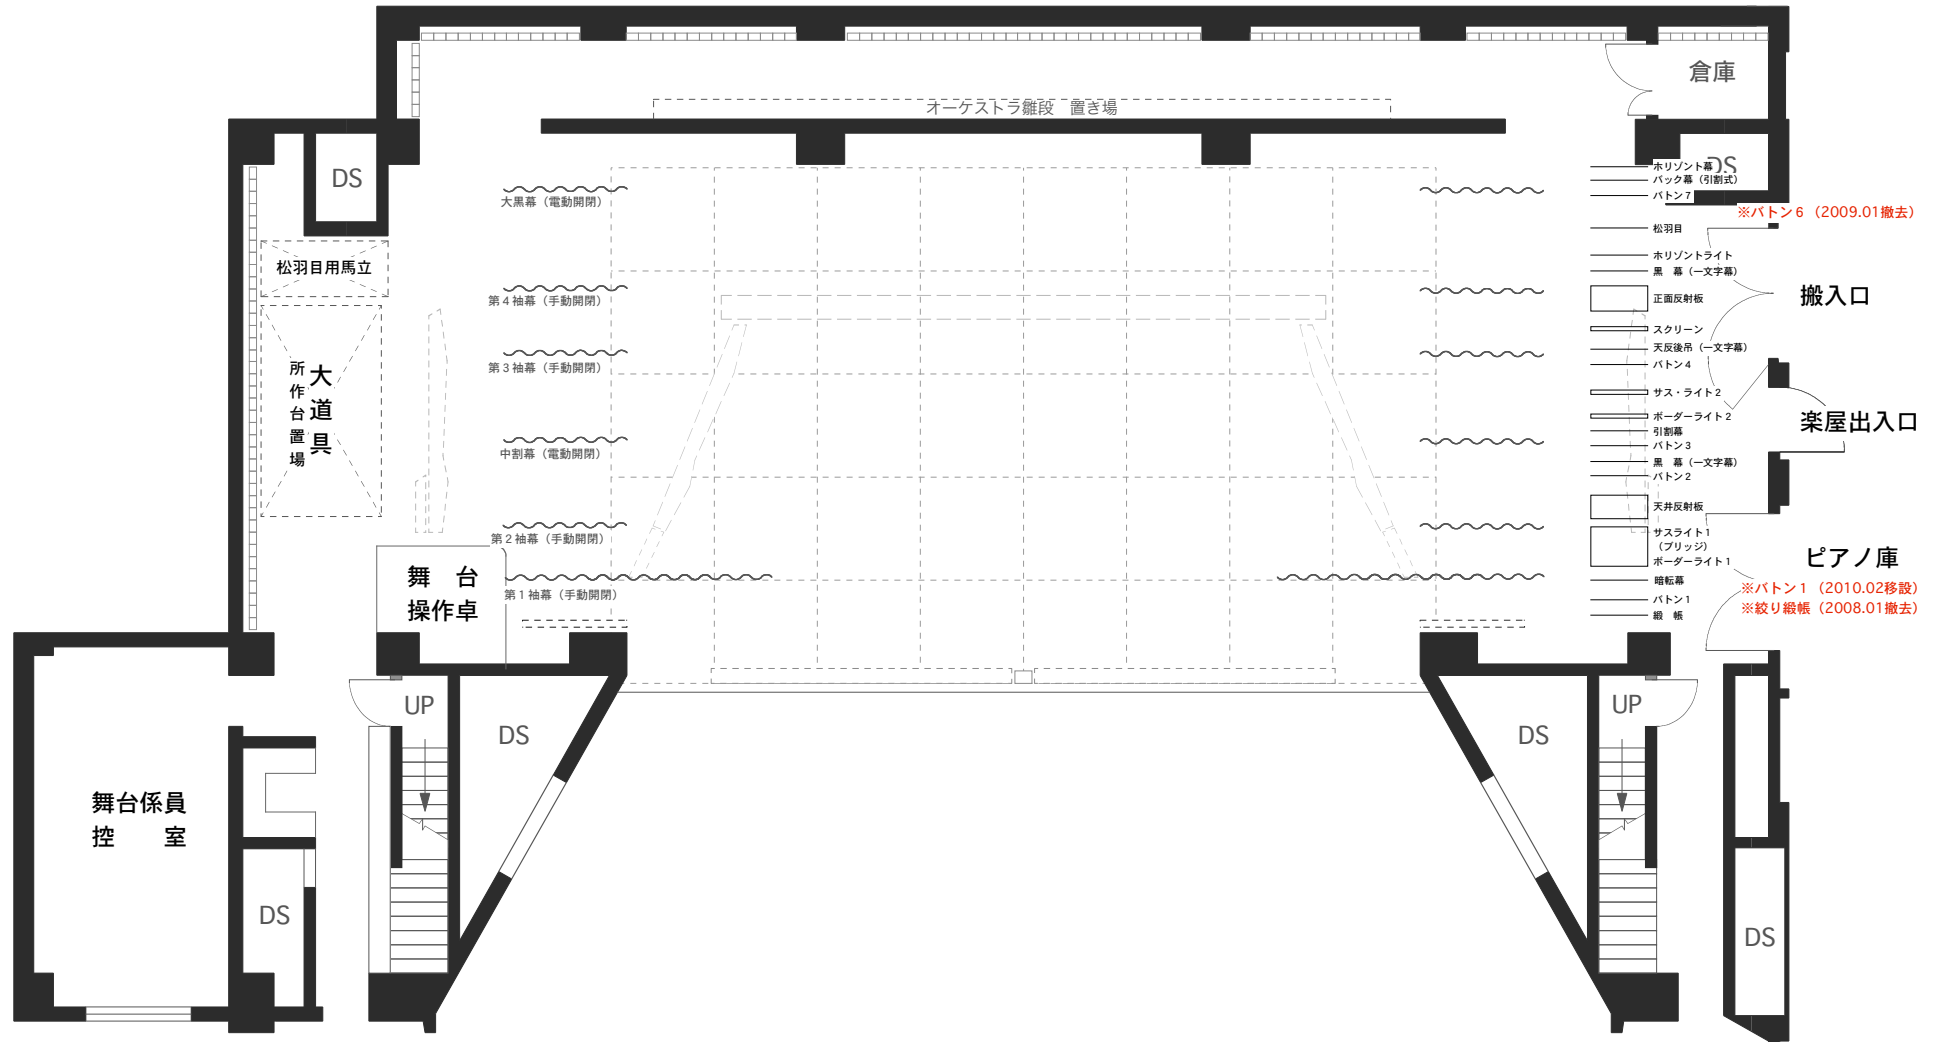 倉庫
オーケストラ雛段　置き場
DS
DS
ホリゾント幕
バック幕（引割式）
バトン７
※バトン６（2009.01撤去）
大黒幕（電動開閉）
松羽目
松羽目用馬立
ホリゾントライト
黒　幕（一文字幕）
正面反射板
搬入口
第４袖幕（手動開閉）
スクリーン
天反後吊（一文字幕）
バトン４
第３袖幕（手動開閉）
大道具
所作台置場
サス・ライト２
ボーダーライト２
引割幕
バトン３
黒　幕（一文字幕）
バトン２
楽屋出入口
中割幕（電動開閉）
天井反射板
サスライト１
（ブリッジ）
ボーダーライト１
第２袖幕（手動開閉）
ピアノ庫
舞　台
操作卓
暗転幕
第１袖幕（手動開閉）
バトン１
緞　帳
※バトン１（2010.02移設）
※絞り緞帳（2008.01撤去）
UP
DS
DS
UP
舞台係員
控　　室
DS
DS